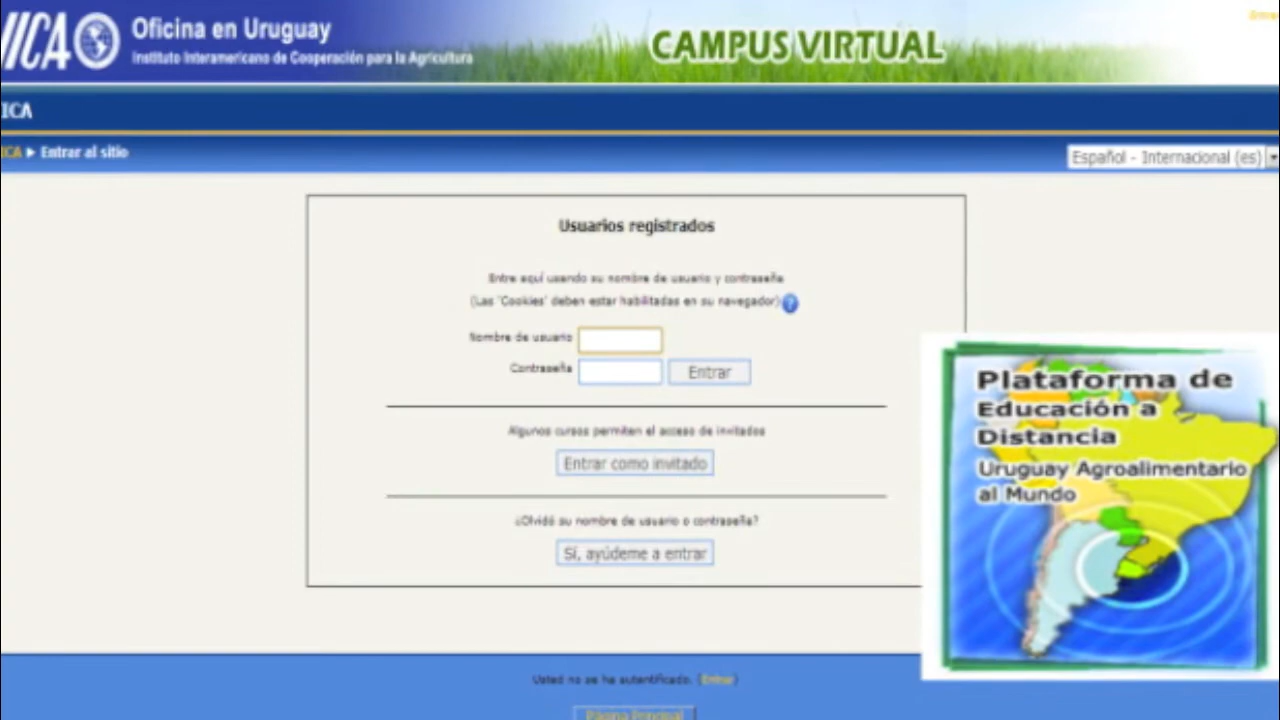 IICA Oficina en Uruguay
Instituto Interamericano de Cooperación para la Agricultura
CAMPUS VIRTUAL
Entrar
ICA
ICA ► Entrar al sitio
Español - Internacional (es)
Usuarios registrados
Entre aquí usando su nombre de usuario y contraseña
(Las 'Cookies' deben estar habilitadas en su navegador) ?
Nombre de usuario
Contraseña
Entrar
Algunos cursos permiten el acceso de invitados
Entrar como invitado
¿Olvidó su nombre de usuario o contraseña?
Sí, ayúdeme a entrar
Plataforma de
Educación a
Distancia
Uruguay Agroalimentario
al Mundo
Usted no se ha autentificado. (Entrar)
Página Principal